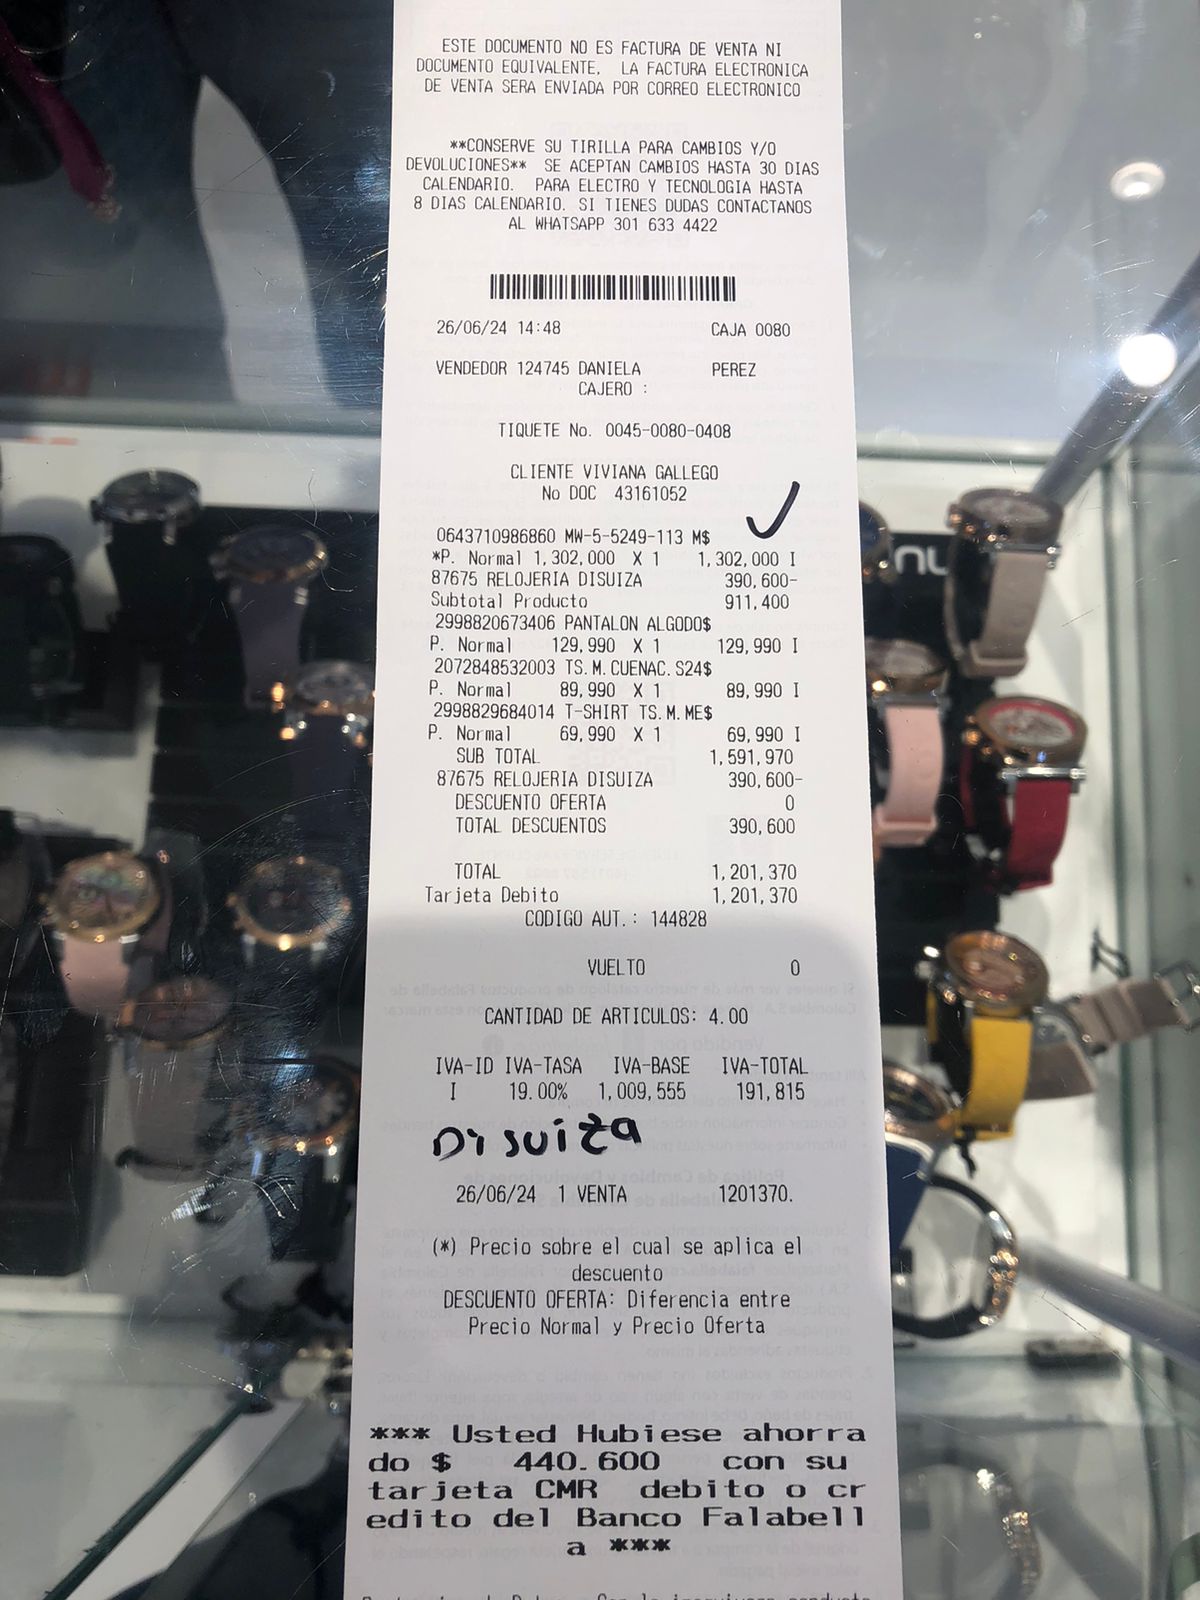 ESTE DOCUMENTO NO ES FACTURA DE VENTA NI
DOCUMENTO EQUIVALENTE, LA FACTURA ELECTRONICA
DE VENTA SERA ENVIADA POR CORREO ELECTRONICO
**CONSERVE SU TIRILLA PARA CAMBIOS Y/O
DEVOLUCIONES** SE ACEPTAN CAMBIOS HASTA 30 DIAS
CALENDARIO. PARA ELECTRO Y TECNOLOGIA HASTA
8 DIAS CALENDARIO. SI TIENES DUDAS CONTACTANOS
AL WHATSAPP 301 633 4422
26/06/24 14:48 CAJA 0080
VENDEDOR 124745 DANIELA PEREZ
CAJERO :
TIQUETE No. 0045-0080-0408
CLIENTE VIVIANA GALLEGO
No DOC 43161052
0643710986860 MW-5-5249-113 M$
*P. Normal 1,302,000 X 1 1,302,000 I
87675 RELOJERIA DISUIZA 390,600-
Subtotal Producto 911,400
2998820673406 PANTALON ALGODO$
P. Normal 129,990 X 1 129,990 I
2072848532003 TS.M.CUENAC.S24$
P. Normal 89,990 X 1 89,990 I
2998829684014 T-SHIRT TS.M.ME$
P. Normal 69,990 X 1 69,990 I
SUB TOTAL 1,591,970
87675 RELOJERIA DISUIZA 390,600-
DESCUENTO OFERTA 0
TOTAL DESCUENTOS 390,600
TOTAL 1,201,370
Tarjeta Debito 1,201,370
CODIGO AUT.: 144828
VUELTO 0
CANTIDAD DE ARTICULOS: 4.00
IVA-ID IVA-TASA IVA-BASE IVA-TOTAL
I 19.00% 1,009,555 191,815
Disuiza
26/06/24 1 VENTA 1201370.
(*) Precio sobre el cual se aplica el
descuento
DESCUENTO OFERTA: Diferencia entre
Precio Normal y Precio Oferta
*** Usted Hubiese ahorra
do $ 440.600 con su
tarjeta CMR debito o cr
edito del Banco Falabell
a ***